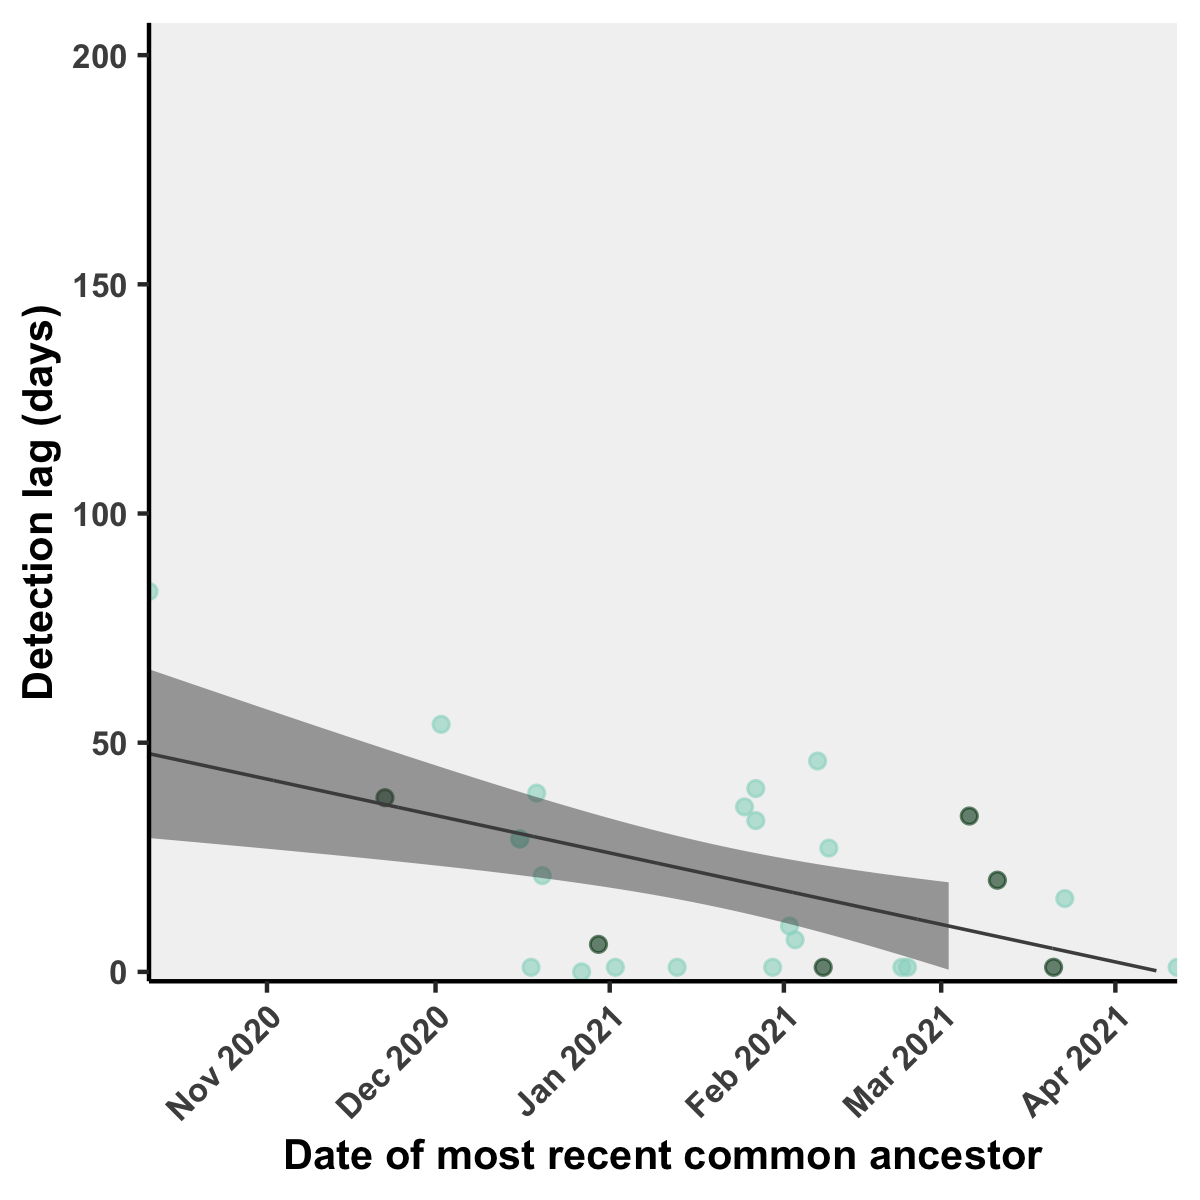 Detection lag (days)
200
150
100
50
0
Nov 2020
Dec 2020
Jan 2021
Feb 2021
Mar 2021
Apr 2021
Date of most recent common ancestor